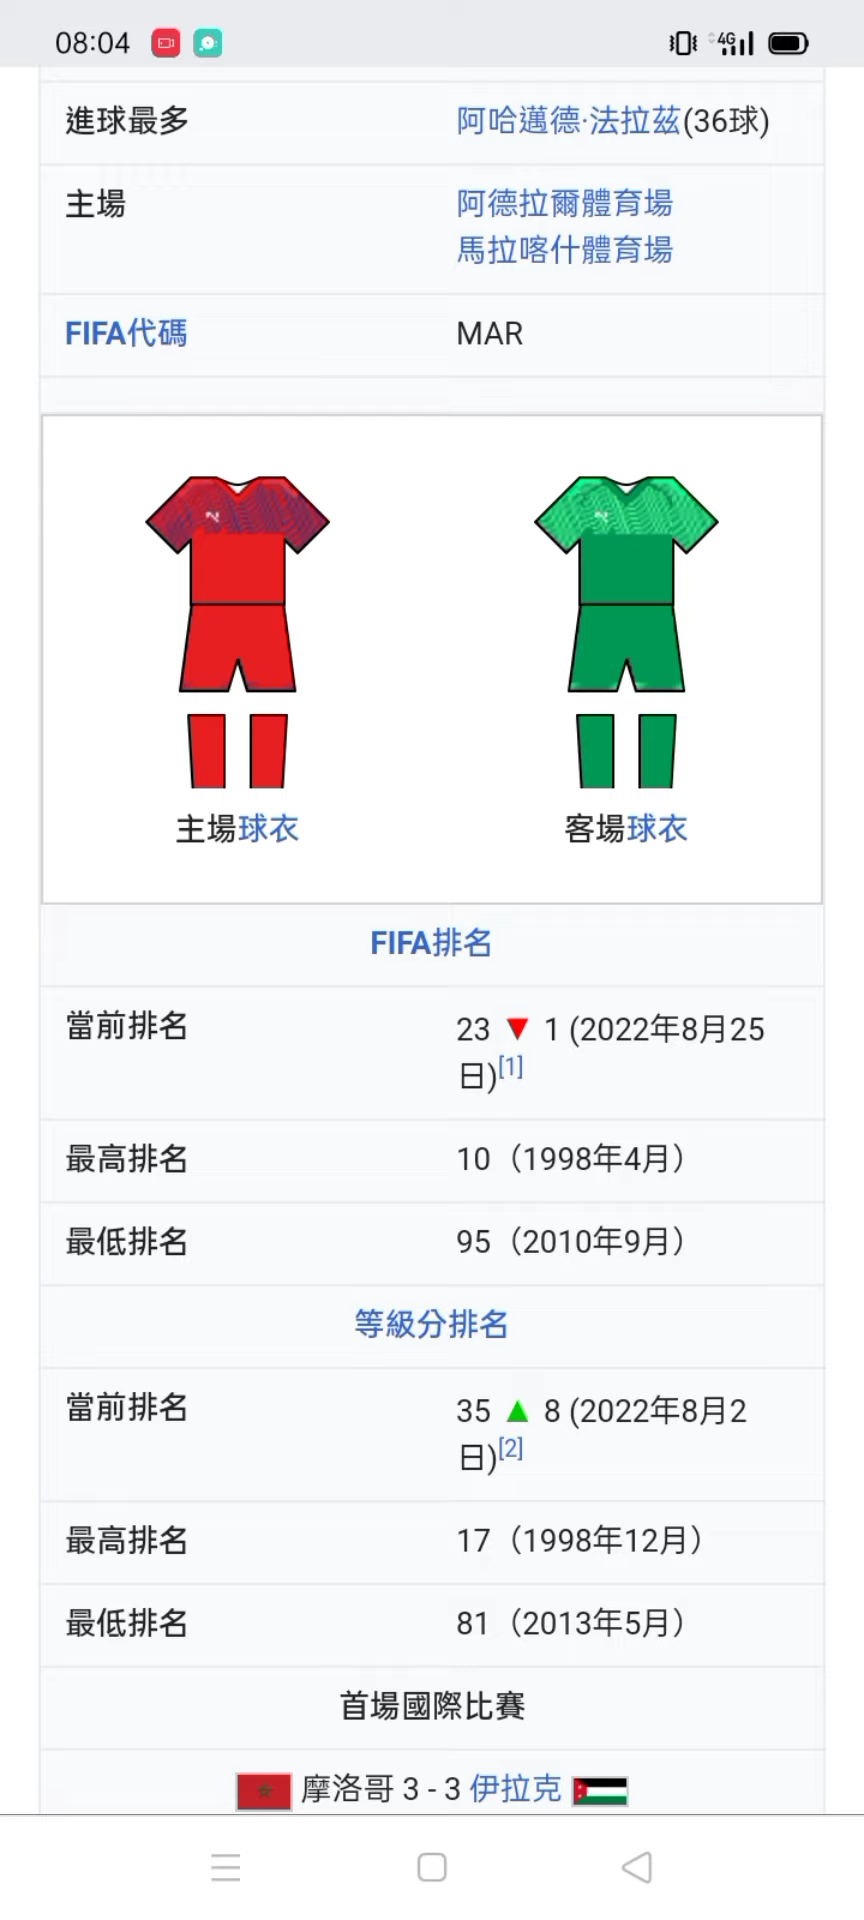 08:04
4G
進球最多
阿哈邁德·法拉茲(36球)
主場
阿德拉爾體育場
馬拉喀什體育場
FIFA代碼
MAR
主場球衣
客場球衣
FIFA排名
當前排名
23 ▼ 1 (2022年8月25
日)[1]
最高排名
10（1998年4月）
最低排名
95（2010年9月）
等級分排名
當前排名
35 ▲ 8 (2022年8月2
日)[2]
最高排名
17（1998年12月）
最低排名
81（2013年5月）
首場國際比賽
摩洛哥 3 - 3 伊拉克